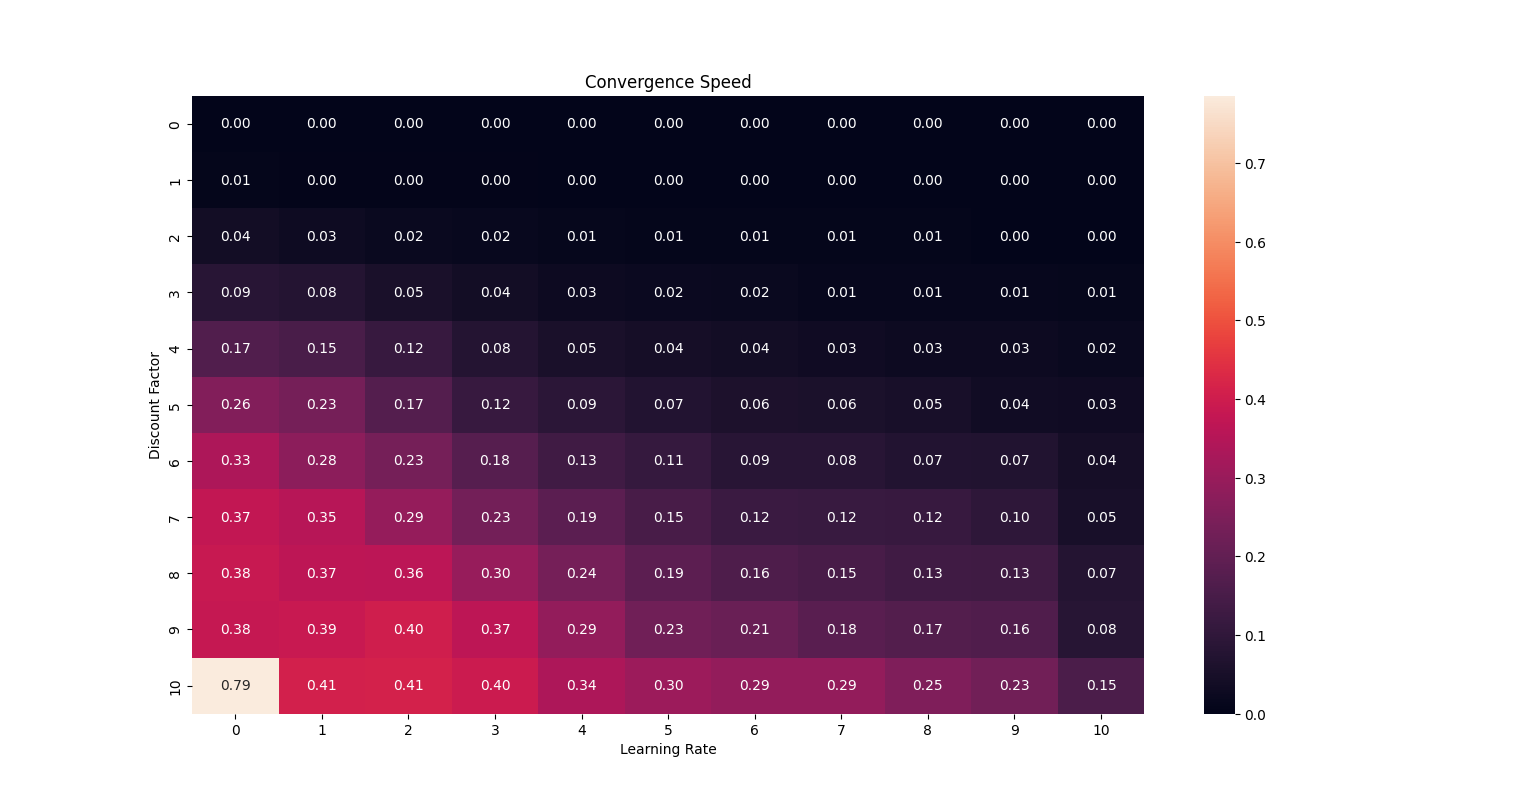 Convergence Speed
0 0.00 0.00 0.00 0.00 0.00 0.00 0.00 0.00 0.00 0.00 0.00
1 0.01 0.00 0.00 0.00 0.00 0.00 0.00 0.00 0.00 0.00 0.00
2 0.04 0.03 0.02 0.02 0.01 0.01 0.01 0.01 0.01 0.00 0.00
3 0.09 0.08 0.05 0.04 0.03 0.02 0.02 0.01 0.01 0.01 0.01
4 0.17 0.15 0.12 0.08 0.05 0.04 0.04 0.03 0.03 0.03 0.02
5 0.26 0.23 0.17 0.12 0.09 0.07 0.06 0.06 0.05 0.04 0.03
6 0.33 0.28 0.23 0.18 0.13 0.11 0.09 0.08 0.07 0.07 0.04
7 0.37 0.35 0.29 0.23 0.19 0.15 0.12 0.12 0.12 0.10 0.05
8 0.38 0.37 0.36 0.30 0.24 0.19 0.16 0.15 0.13 0.13 0.07
9 0.38 0.39 0.40 0.37 0.29 0.23 0.21 0.18 0.17 0.16 0.08
10 0.79 0.41 0.41 0.40 0.34 0.30 0.29 0.29 0.25 0.23 0.15
0 1 2 3 4 5 6 7 8 9 10
Learning Rate
Discount Factor
0.7
0.6
0.5
0.4
0.3
0.2
0.1
0.0